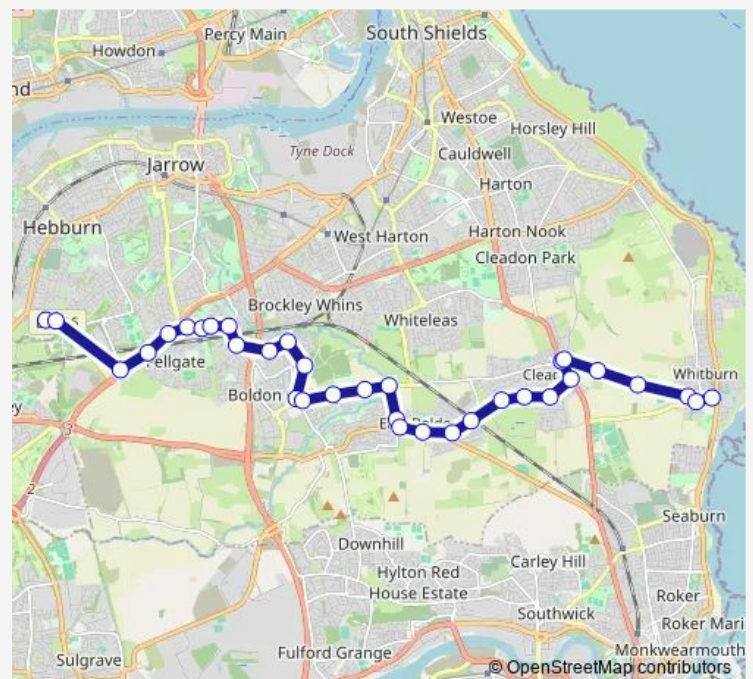 Percy Main
South Shields
Howdon
nd
Westoe
Horsley Hill
Tyne Dock
Cauldwell
Jarrow
Harton
Hebburn
West Harton
Harton Nook
Cleadon Park
Brockley Whins
Whiteleas
Fellgate
Clead
Whitburn
Boldon
ey
3
2
Seaburn
Downhill
Carley Hill
Hylton Red
House Estate
Roker
Southwick
Roker Mari
Fulford Grange
Monkwearmouth
Sulgrave
© OpenStreetMap contributors